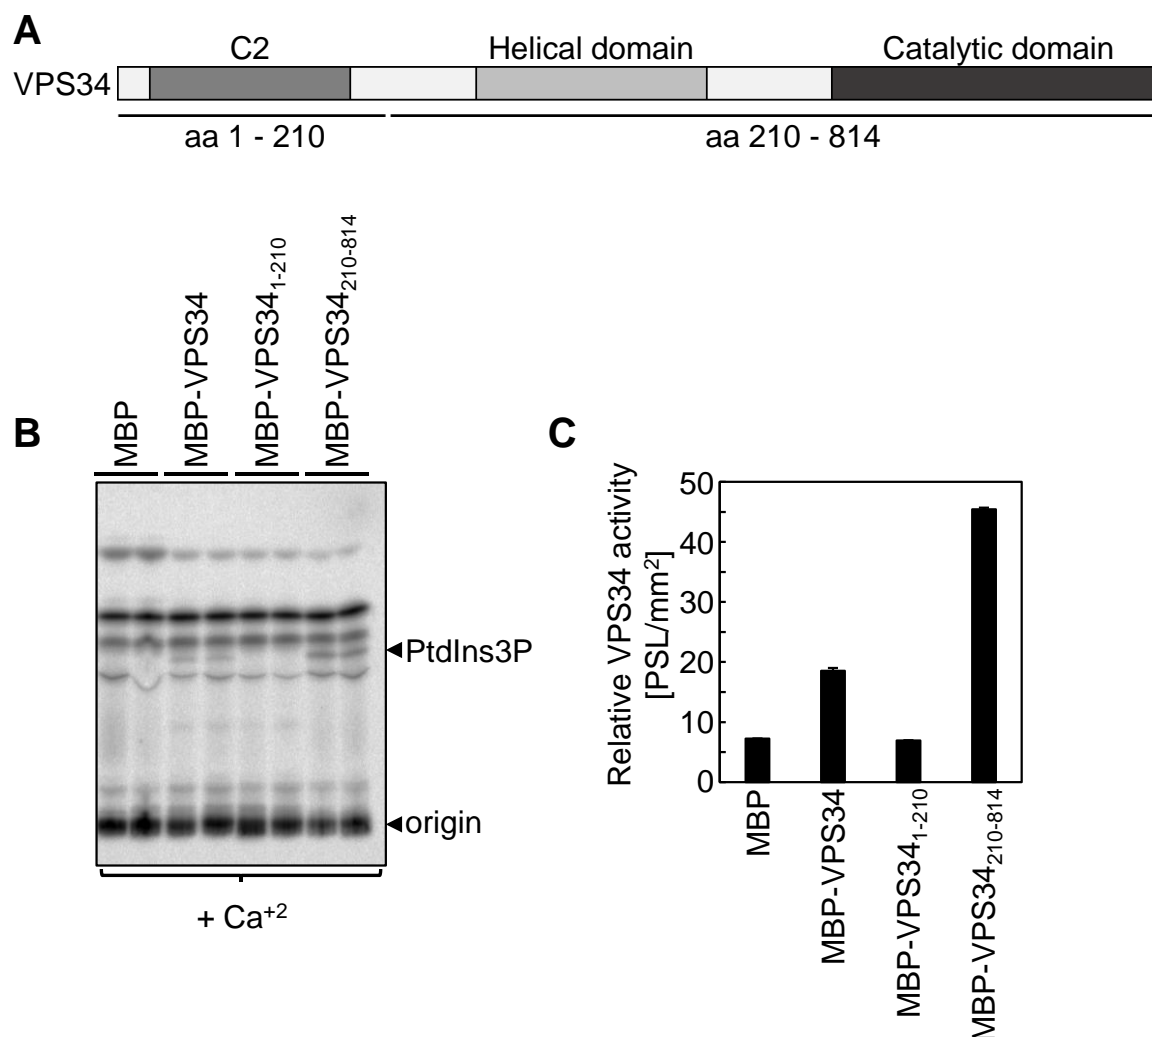 A
C2 Helical domain Catalytic domain
VPS34
aa 1 - 210 aa 210 - 814
B
MBP
MBP-VPS34
MBP-VPS34₁₋₂₁₀
MBP-VPS34₂₁₀₋₈₁₄
PtdIns3P
origin
+ Ca⁺²
C
Relative VPS34 activity
[PSL/mm²]
50
40
30
20
10
0
MBP
MBP-VPS34
MBP-VPS34₁₋₂₁₀
MBP-VPS34₂₁₀₋₈₁₄